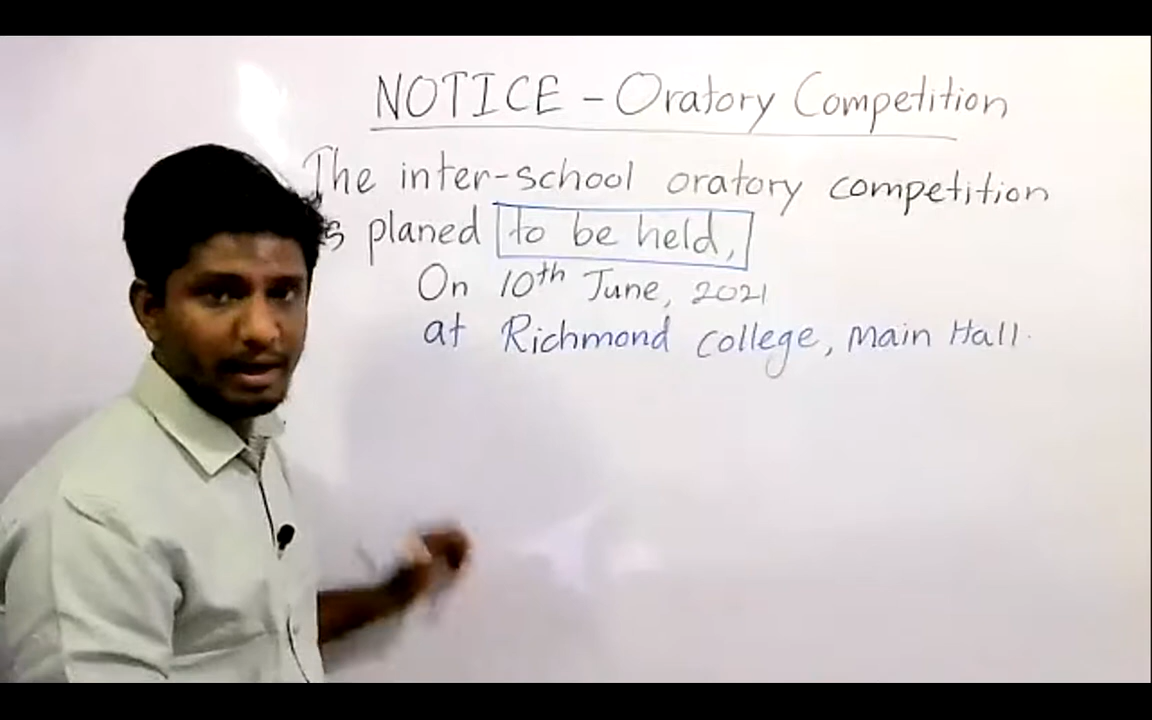 NOTICE - Oratory Competition
The inter-school oratory competition
is planed to be held,
On 10th June, 2021
at Richmond college, Main Hall.